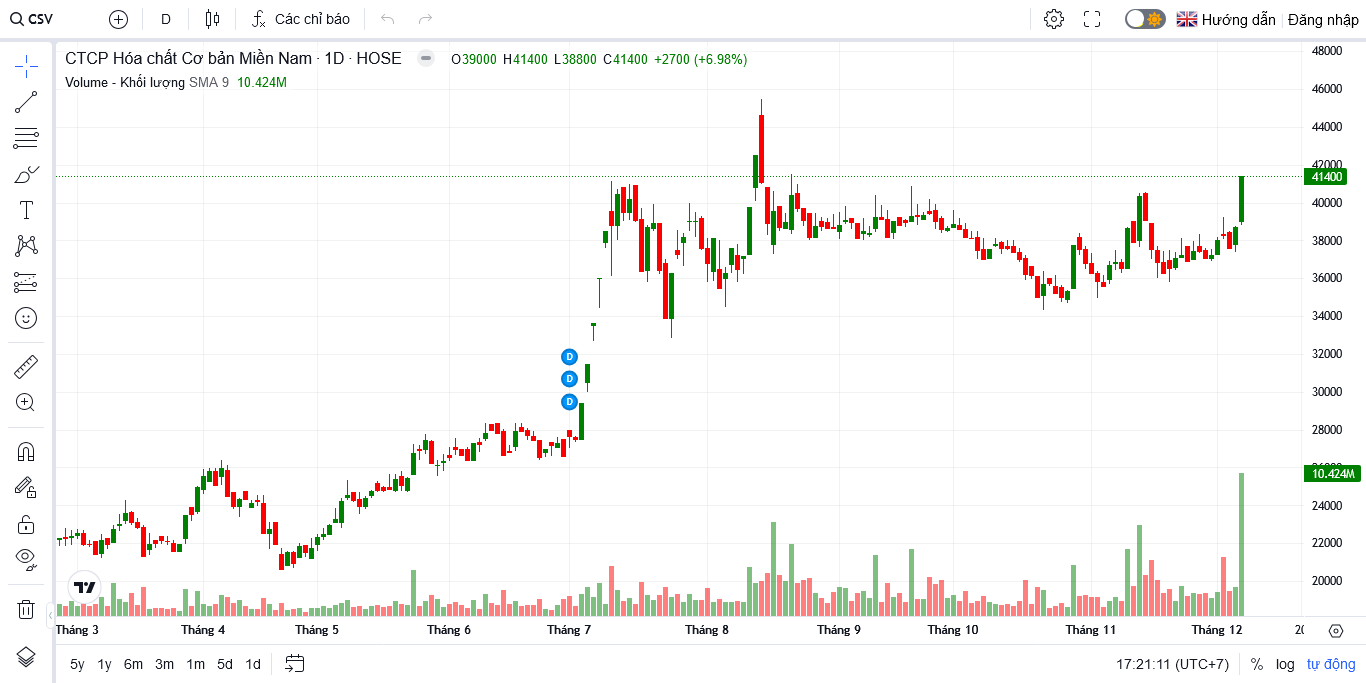 CSV D Các chỉ báo Hướng dẫn Đăng nhập
CTCP Hóa chất Cơ bản Miền Nam · 1D · HOSE O39000 H41400 L38800 C41400 +2700 (+6.98%)
Volume - Khối lượng SMA 9 10.424M
48000
46000
44000
42000
41400
40000
38000
36000
34000
32000
30000
28000
26000
10.424M
24000
22000
20000
D
D
D
Tháng 3 Tháng 4 Tháng 5 Tháng 6 Tháng 7 Tháng 8 Tháng 9 Tháng 10 Tháng 11 Tháng 12
5y 1y 6m 3m 1m 5d 1d 17:21:11 (UTC+7) % log tự động